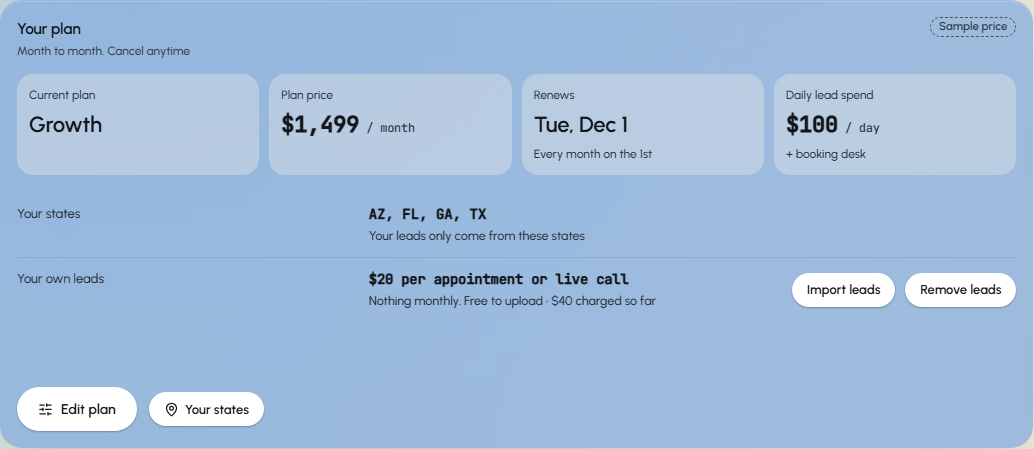 Your plan
Sample price
Month to month. Cancel anytime
Current plan
Growth
Plan price
$1,499 / month
Renews
Tue, Dec 1
Every month on the 1st
Daily lead spend
$100 / day
+ booking desk
Your states
AZ, FL, GA, TX
Your leads only come from these states
Your own leads
$20 per appointment or live call
Nothing monthly. Free to upload · $40 charged so far
Import leads
Remove leads
Edit plan
Your states